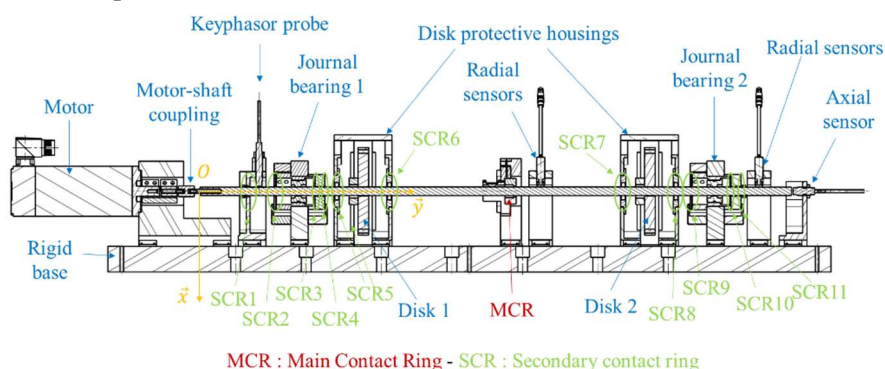 Keyphasor probe
Disk protective housings
Journal
bearing 1
Radial
sensors
Journal
bearing 2
Radial sensors
Motor-shaft
coupling
Motor
Axial
sensor
SCR6
SCR7
O
y
Rigid
base
x
SCR1
SCR2
SCR3
SCR4
SCR5
Disk 1
MCR
Disk 2
SCR8
SCR9
SCR10
SCR11
MCR : Main Contact Ring - SCR : Secondary contact ring